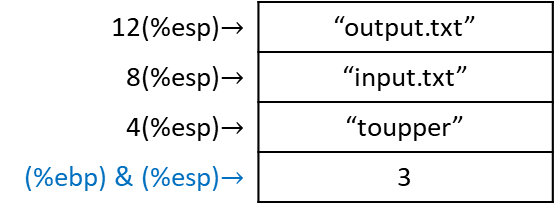 12(%esp)→ “output.txt”
8(%esp)→ “input.txt”
4(%esp)→ “toupper”
(%ebp) & (%esp)→ 3